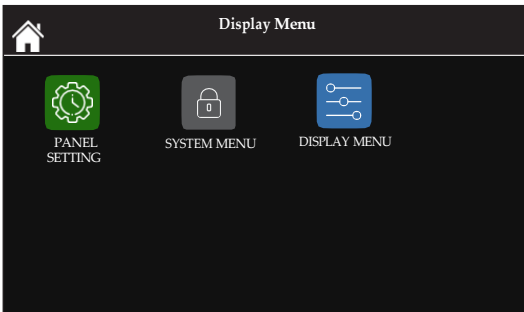 Display Menu
PANEL
SETTING
SYSTEM MENU
DISPLAY MENU